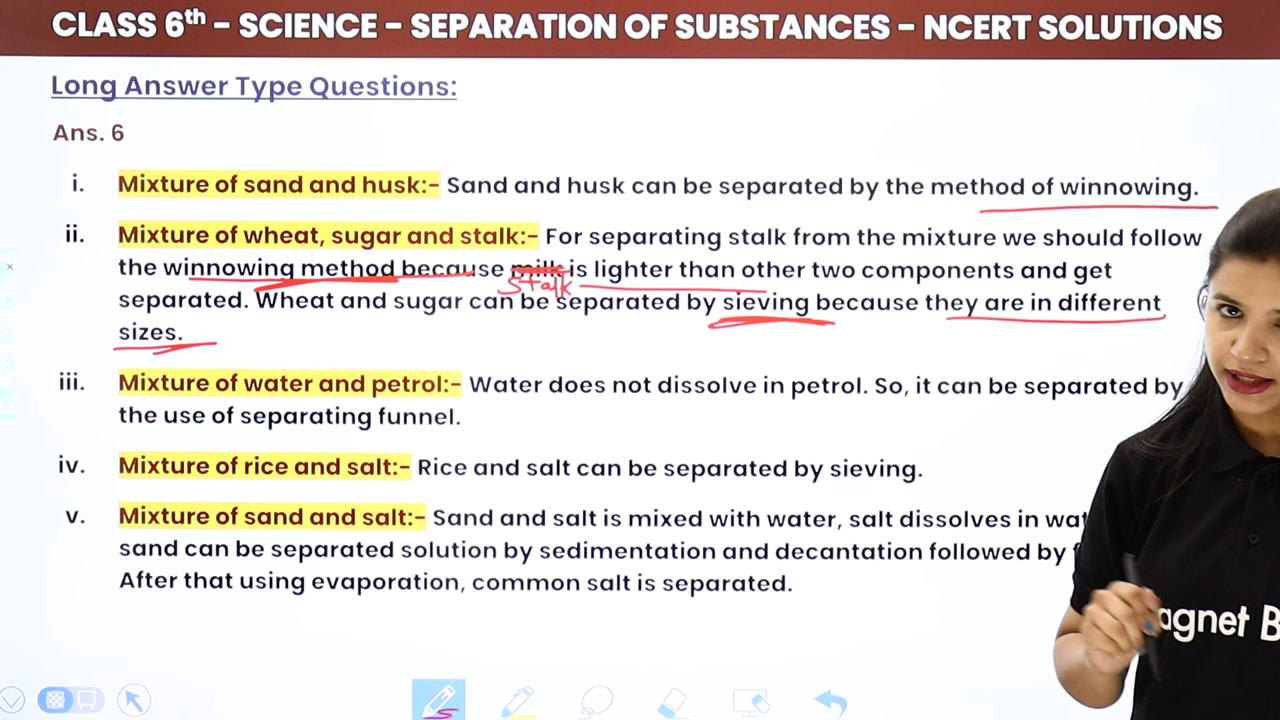 CLASS 6th – SCIENCE – SEPARATION OF SUBSTANCES – NCERT SOLUTIONS
Long Answer Type Questions:
Ans. 6
i. Mixture of sand and husk:- Sand and husk can be separated by the method of winnowing.
ii. Mixture of wheat, sugar and stalk:- For separating stalk from the mixture we should follow
the winnowing method because milk is lighter than other two components and get
stalk
separated. Wheat and sugar can be separated by sieving because they are in different
sizes.
iii. Mixture of water and petrol:- Water does not dissolve in petrol. So, it can be separated by
the use of separating funnel.
iv. Mixture of rice and salt:- Rice and salt can be separated by sieving.
v. Mixture of sand and salt:- Sand and salt is mixed with water, salt dissolves in
sand can be separated solution by sedimentation and decantation followed by
After that using evaporation, common salt is separated.
agnet B